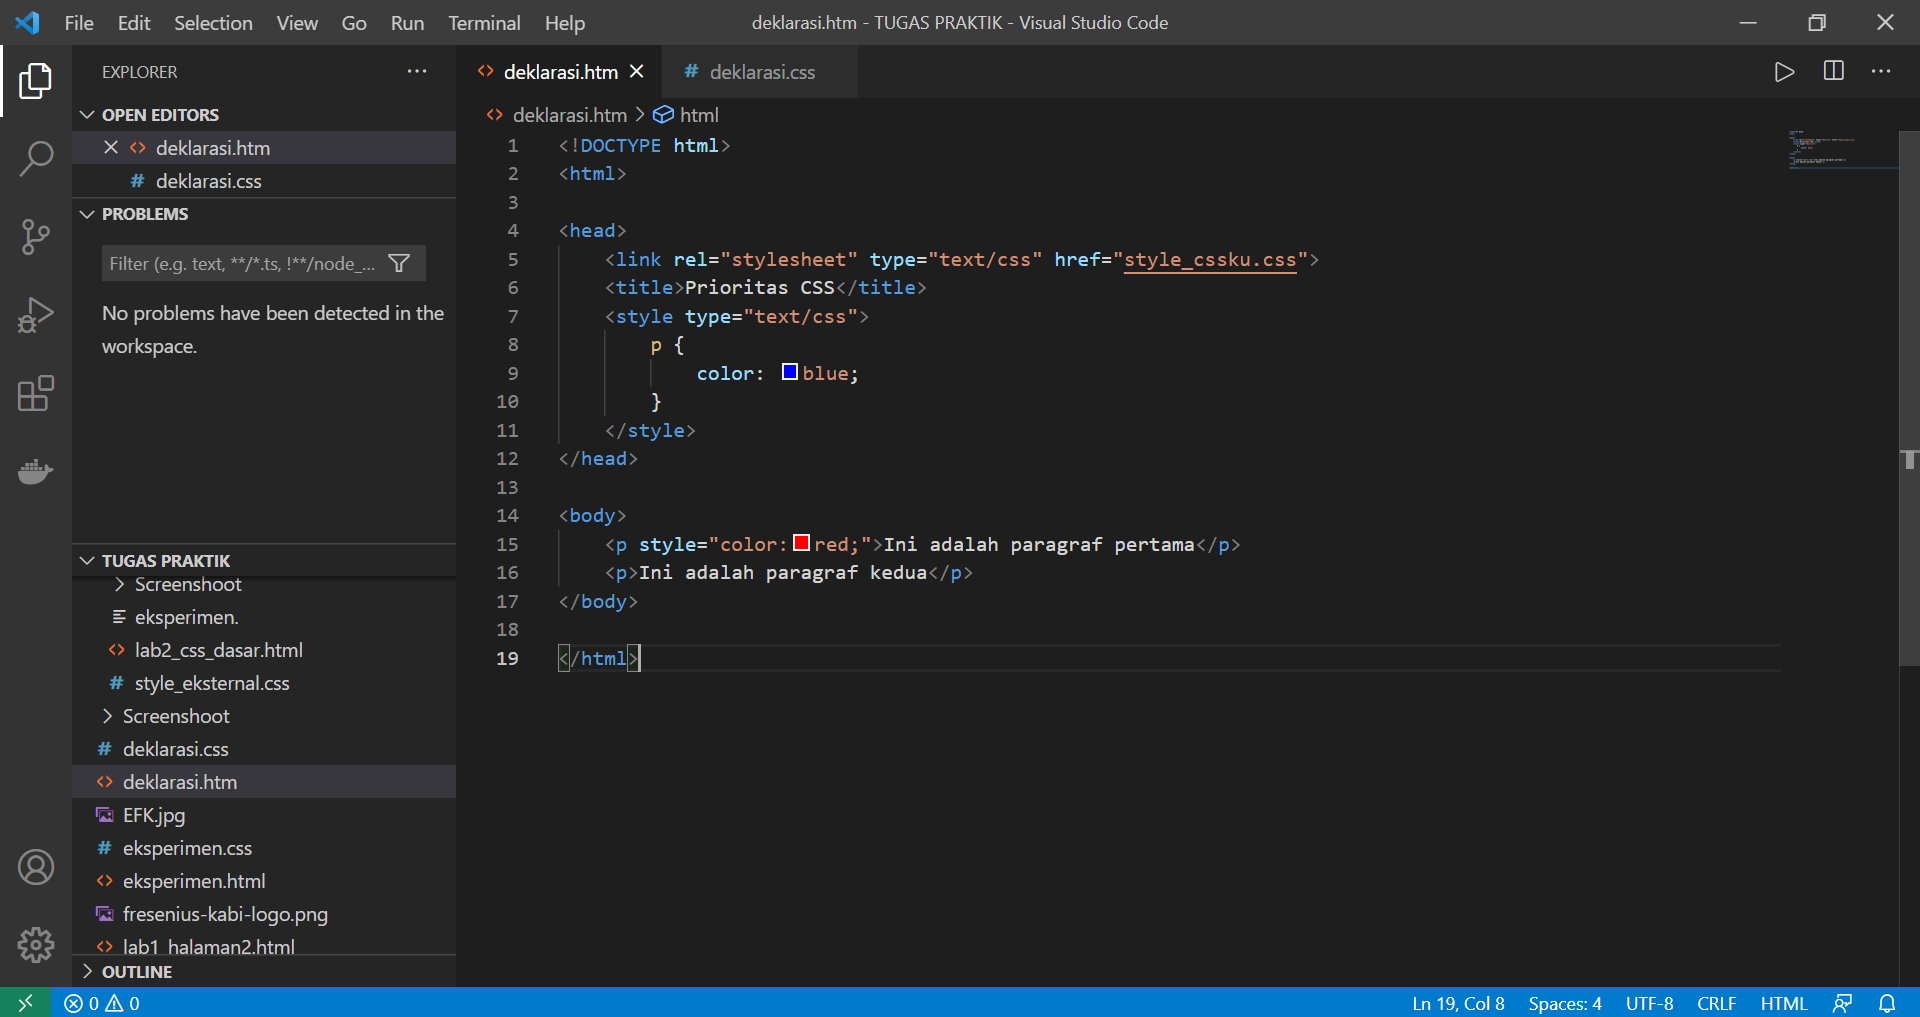 File Edit Selection View Go Run Terminal Help
deklarasi.htm - TUGAS PRAKTIK - Visual Studio Code
EXPLORER
OPEN EDITORS
deklarasi.htm
deklarasi.css
PROBLEMS
Filter (e.g. text, **/*.ts, !**/node_...
No problems have been detected in the
workspace.
TUGAS PRAKTIK
Screenshoot
eksperimen.
lab2_css_dasar.html
style_eksternal.css
Screenshoot
deklarasi.css
deklarasi.htm
EFK.jpg
eksperimen.css
eksperimen.html
fresenius-kabi-logo.png
lab1_halaman2.html
OUTLINE
deklarasi.htm
deklarasi.css
deklarasi.htm > html
1 <!DOCTYPE html>
2 <html>
3
4 <head>
5     <link rel="stylesheet" type="text/css" href="style_cssku.css">
6     <title>Prioritas CSS</title>
7     <style type="text/css">
8         p {
9             color: blue;
10         }
11     </style>
12 </head>
13
14 <body>
15     <p style="color:red;">Ini adalah paragraf pertama</p>
16     <p>Ini adalah paragraf kedua</p>
17 </body>
18
19 </html>
0 0
Ln 19, Col 8 Spaces: 4 UTF-8 CRLF HTML